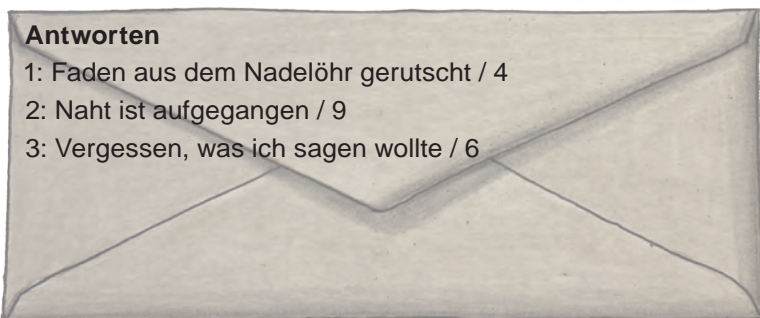 Antworten
1: Faden aus dem Nadelöhr gerutscht / 4
2: Naht ist aufgegangen / 9
3: Vergessen, was ich sagen wollte / 6